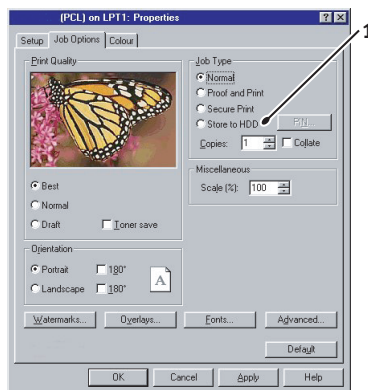 (PCL) on LPT1: Properties
Setup Job Options Colour
Print Quality
Best
Normal
Draft Toner save
Orientation
Portrait 180°
Landscape 180°
A
Job Type
Normal
Proof and Print
Secure Print
Store to HDD PIN...
Copies: 1 Collate
Miscellaneous
Scale (%): 100
Watermarks... Overlays... Fonts... Advanced...
Default
OK Cancel Apply Help
1